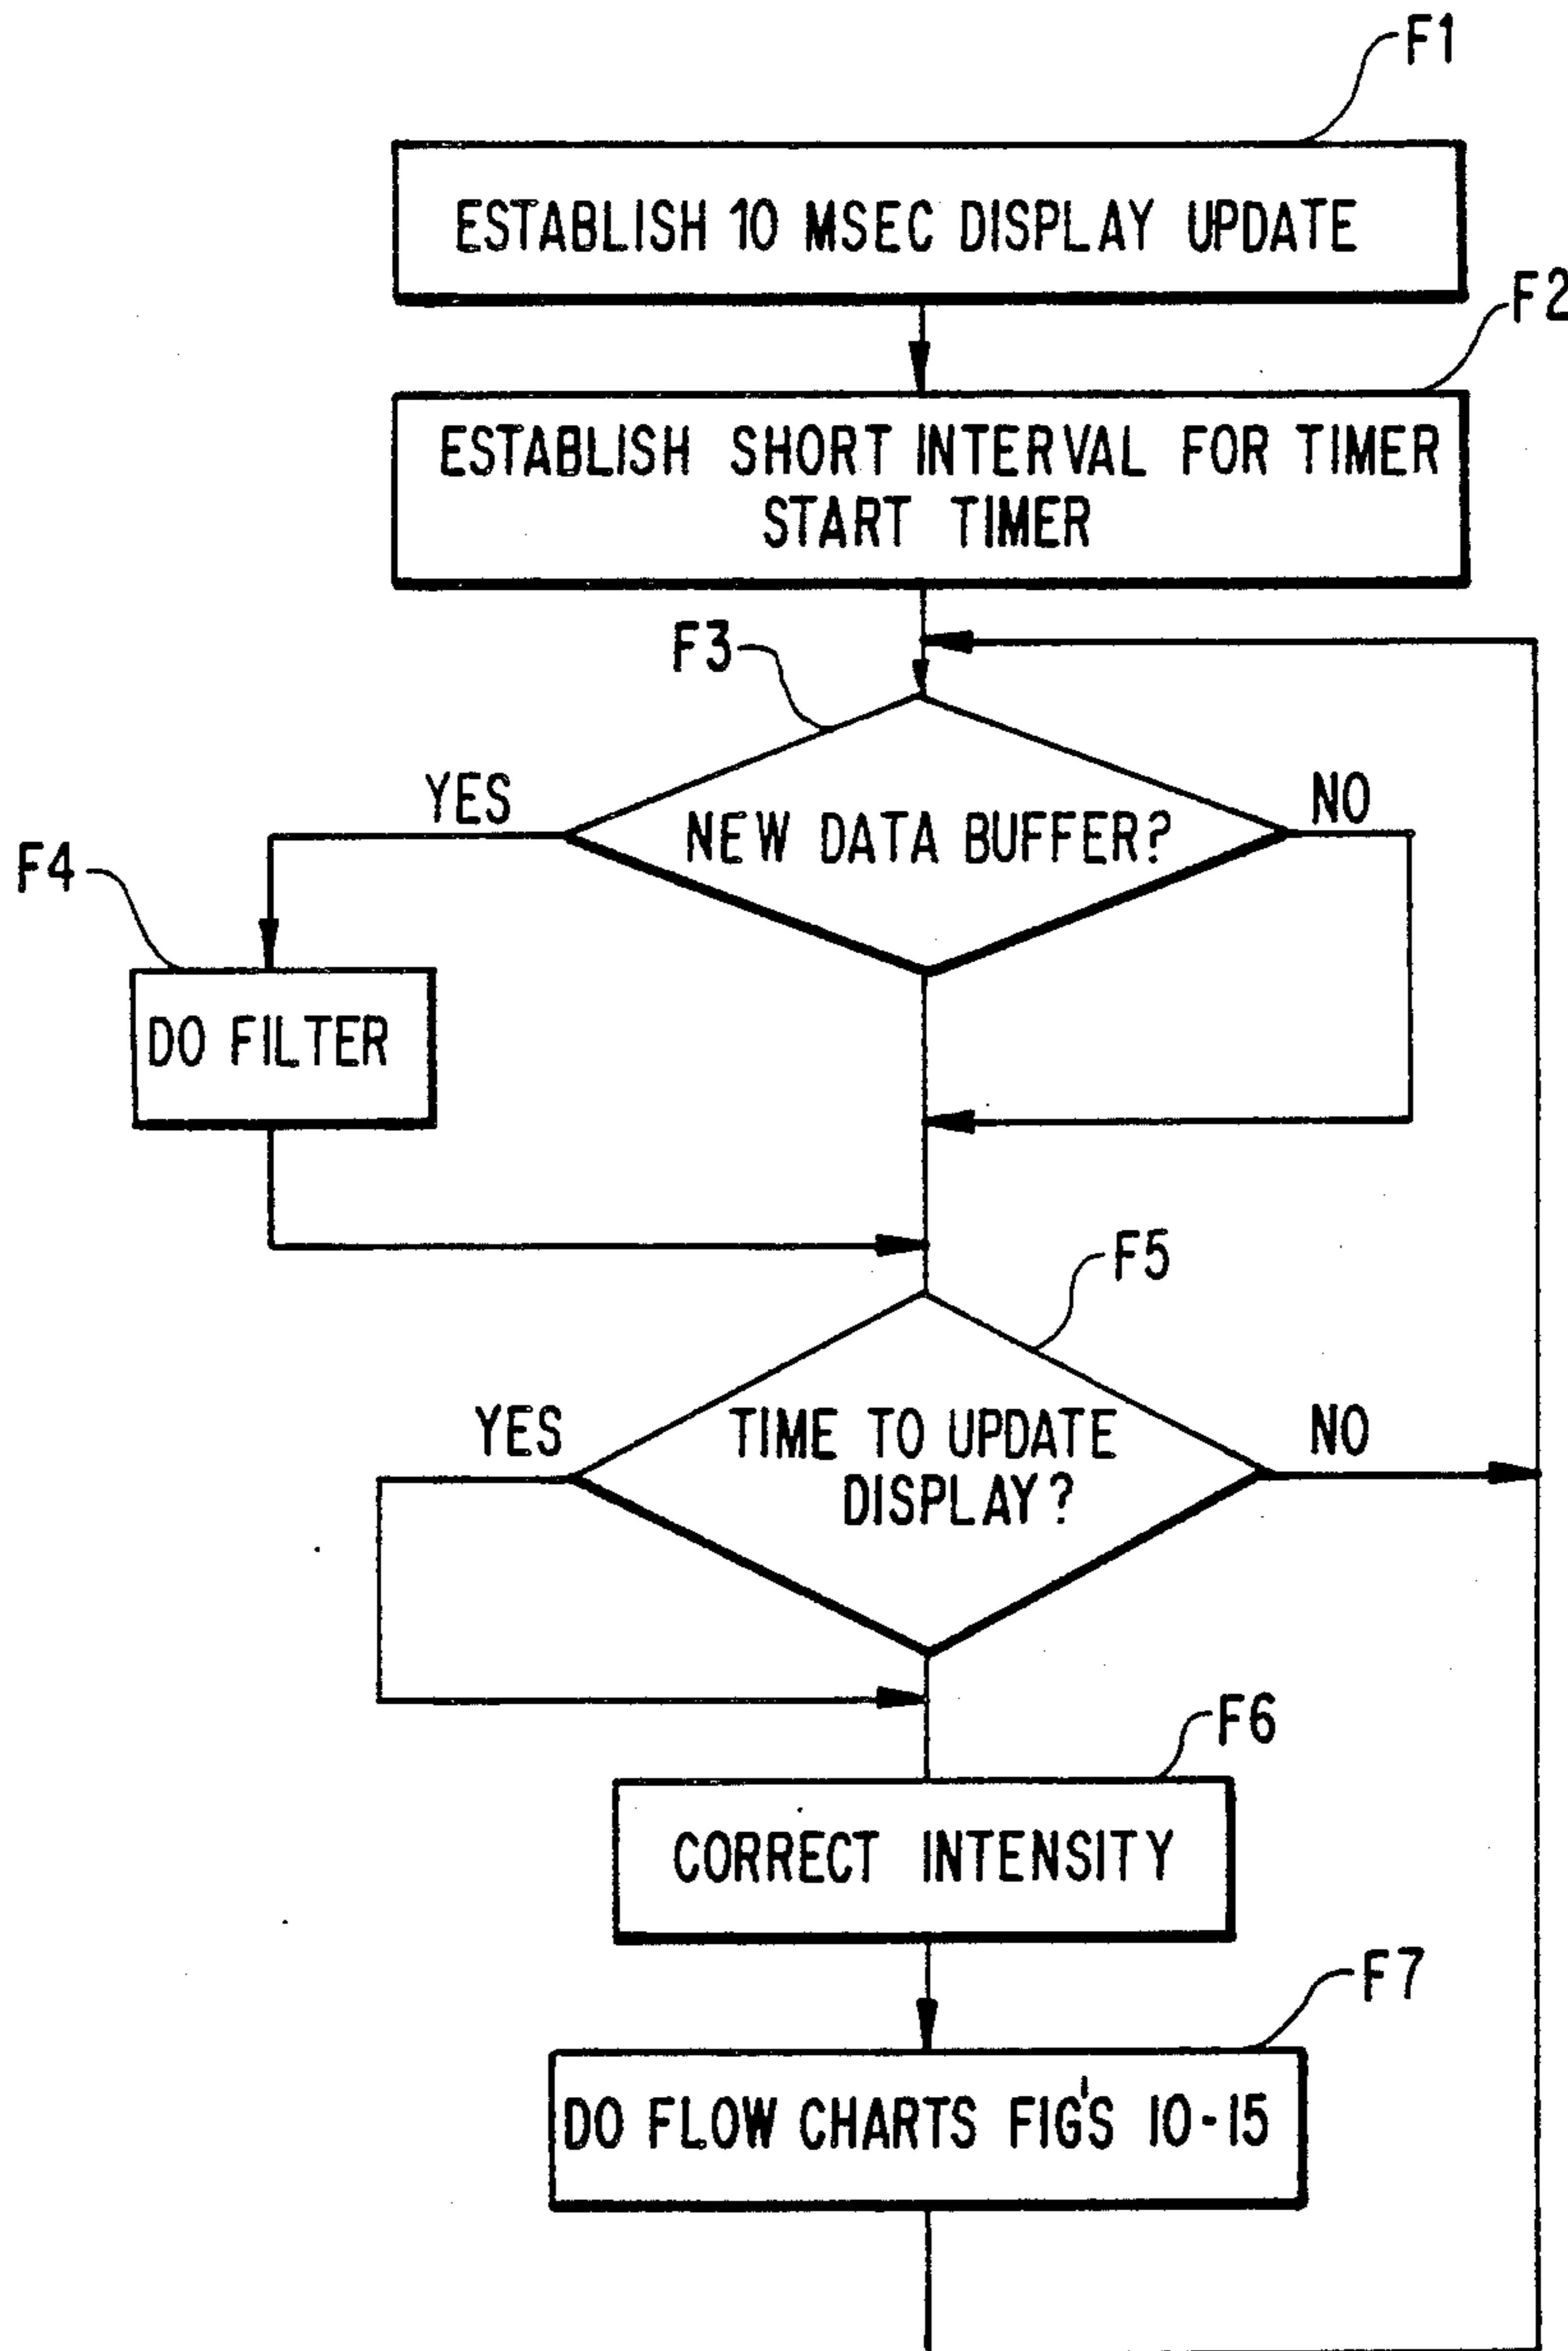 F1
ESTABLISH 10 MSEC DISPLAY UPDATE
F2
ESTABLISH SHORT INTERVAL FOR TIMER
START TIMER
F3
YES
NEW DATA BUFFER?
NO
F4
DO FILTER
F5
YES
TIME TO UPDATE
DISPLAY?
NO
F6
CORRECT INTENSITY
F7
DO FLOW CHARTS FIG'S 10-15